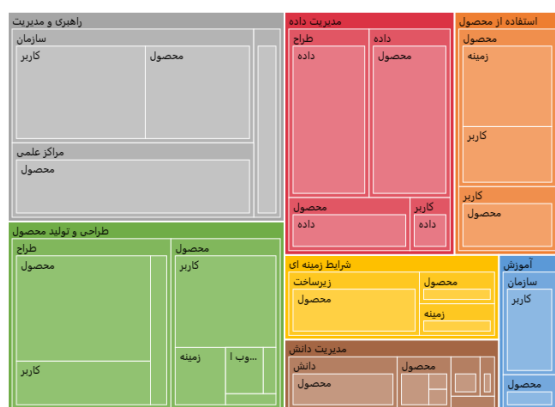 راهبری و مدیریت
سازمان
کاربر
محصول
مراکز علمی
محصول
مدیریت داده
طراح
داده
داده
محصول
محصول
داده
کاربر
داده
استفاده از محصول
محصول
زمینه
کاربر
کاربر
محصول
طراحی و تولید محصول
طراح
محصول
کاربر
محصول
کاربر
زمینه
وب ا...
شرایط زمینه ای
زیرساخت
محصول
محصول
زمینه
مدیریت دانش
دانش
محصول
محصول
آموزش
سازمان
کاربر
محصول